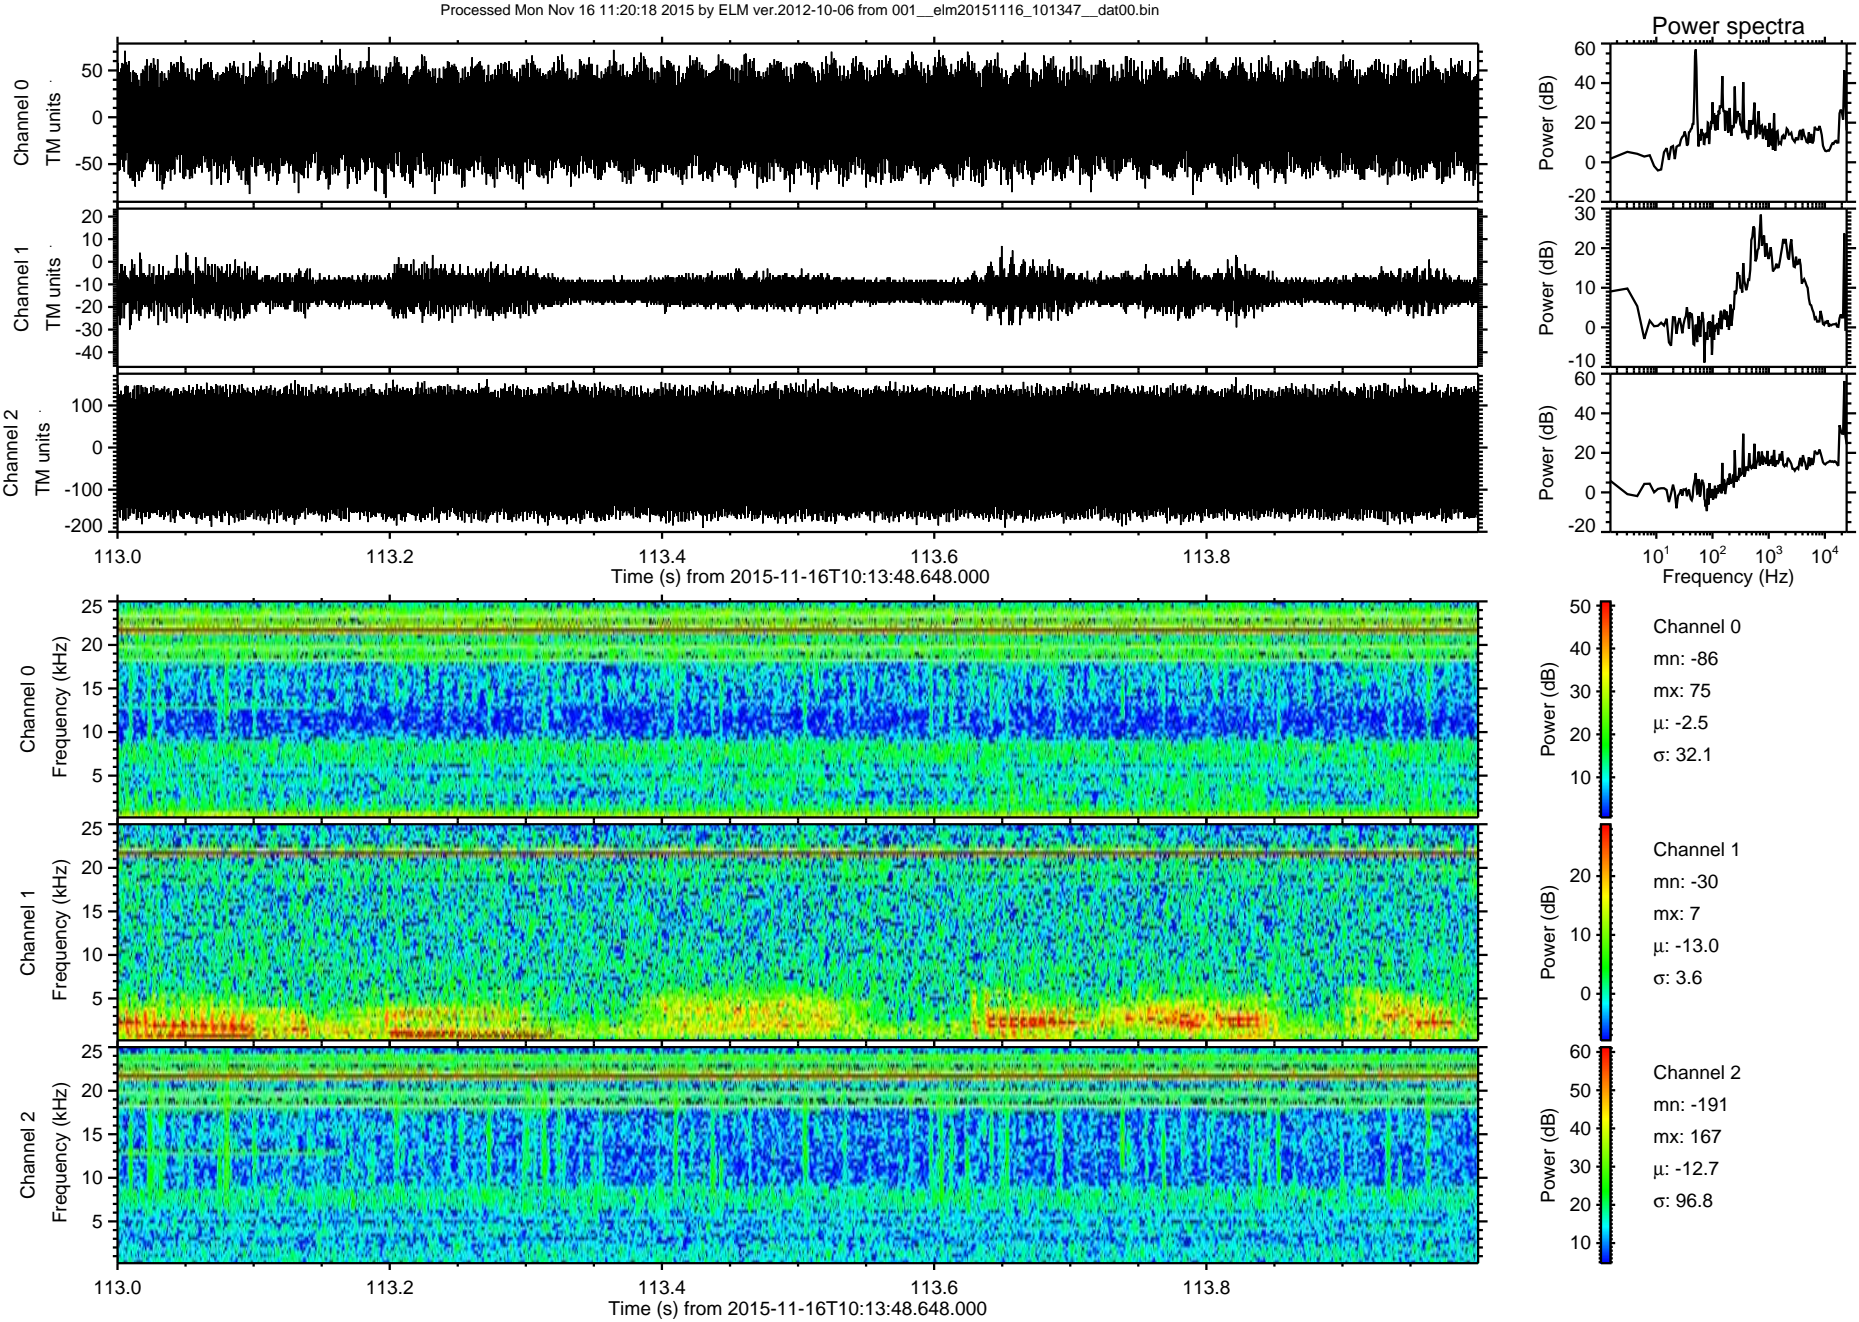 Processed Mon Nov 16 11:20:18 2015 by ELM ver.2012-10-06 from 001__elm20151116_101347__dat00.bin
Power spectra
Channel 0
TM units
50
0
-50
Power (dB)
60
40
20
0
-20
Channel 1
TM units
20
10
0
-10
-20
-30
-40
Power (dB)
30
20
10
0
-10
Channel 2
TM units
100
0
-100
-200
Power (dB)
60
40
20
0
-20
113.0 113.2 113.4 113.6 113.8
Time (s) from 2015-11-16T10:13:48.648.000
10¹ 10² 10³ 10⁴
Frequency (Hz)
Channel 0
Frequency (kHz)
25
20
15
10
5
Power (dB)
50
40
30
20
10
Channel 0
mn: -86
mx: 75
μ: -2.5
σ: 32.1
Channel 1
Frequency (kHz)
25
20
15
10
5
Power (dB)
20
10
0
Channel 1
mn: -30
mx: 7
μ: -13.0
σ: 3.6
Channel 2
Frequency (kHz)
25
20
15
10
5
Power (dB)
60
50
40
30
20
10
Channel 2
mn: -191
mx: 167
μ: -12.7
σ: 96.8
113.0 113.2 113.4 113.6 113.8
Time (s) from 2015-11-16T10:13:48.648.000